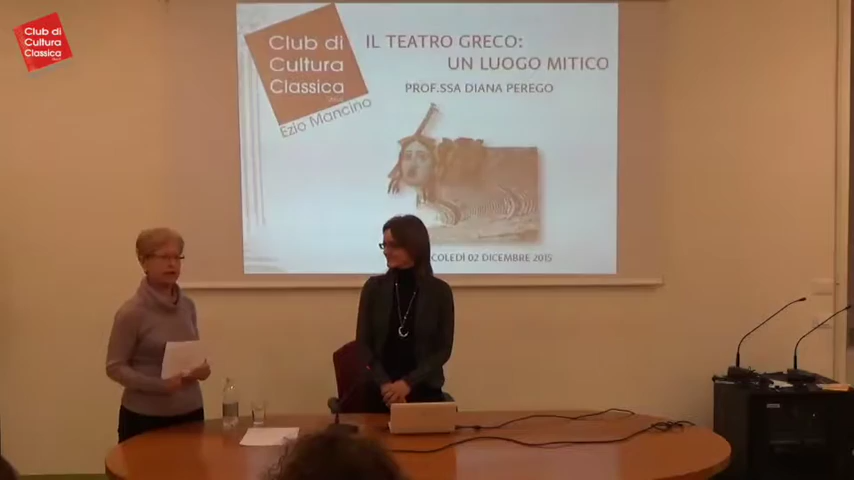 Club di
Cultura
Classica
Club di
Cultura
Classica
Ezio Mancino
IL TEATRO GRECO:
UN LUOGO MITICO
PROF.SSA DIANA PEREGO
COLEDÌ 02 DICEMBRE 2015